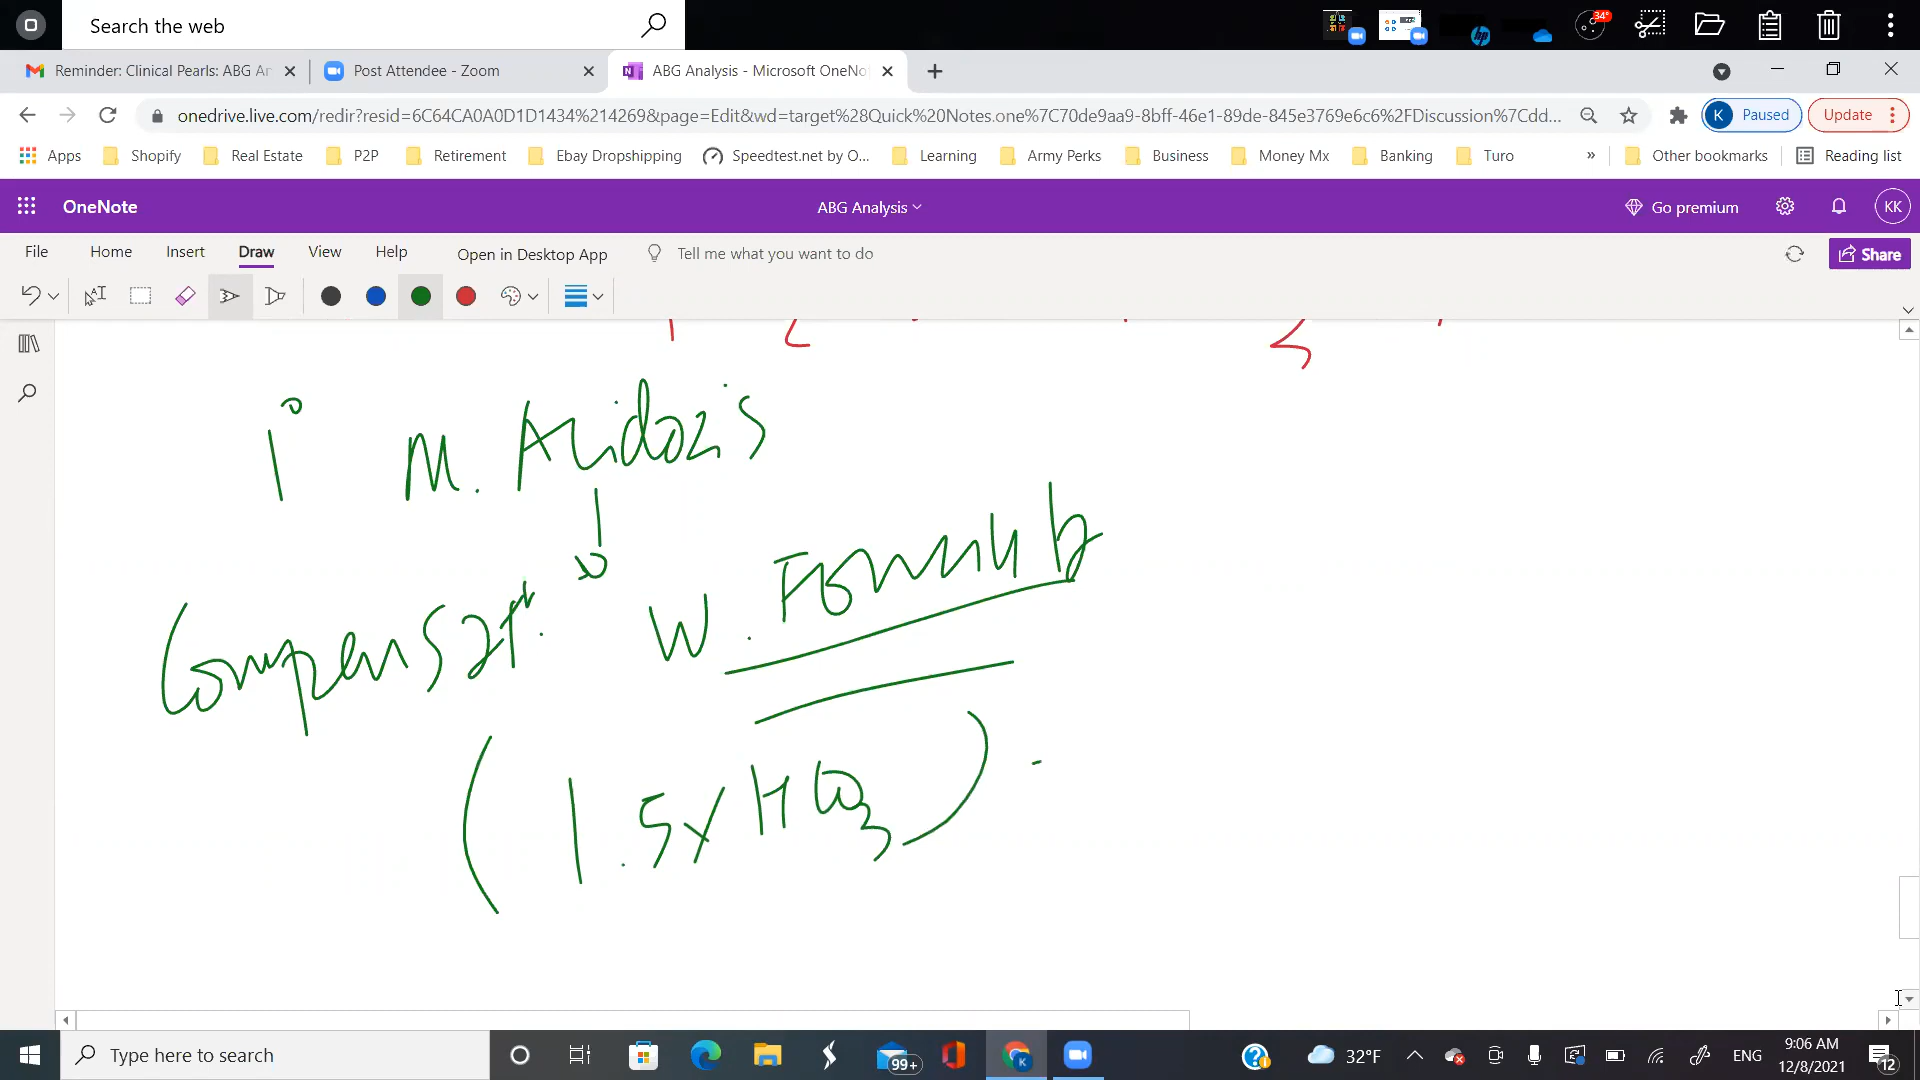 Search the web
34°
Reminder: Clinical Pearls: ABG Ar
Post Attendee - Zoom
ABG Analysis - Microsoft OneNo
onedrive.live.com/redir?resid=6C64CA0A0D1D1434%214269&page=Edit&wd=target%28Quick%20Notes.one%7C70de9aa9-8bff-46e1-89de-845e3769e6c6%2FDiscussion%7Cdd...
K Paused
Update
Apps Shopify Real Estate P2P Retirement Ebay Dropshipping Speedtest.net by O... Learning Army Perks Business Money Mx Banking Turo » Other bookmarks Reading list
OneNote
ABG Analysis
Go premium
KK
File Home Insert Draw View Help Open in Desktop App Tell me what you want to do
Share
1° M. Acidozis
Compensat. W. Formula
(1.5 x HCO3)
Type here to search
99+
32°F
ENG
9:06 AM
12/8/2021
12